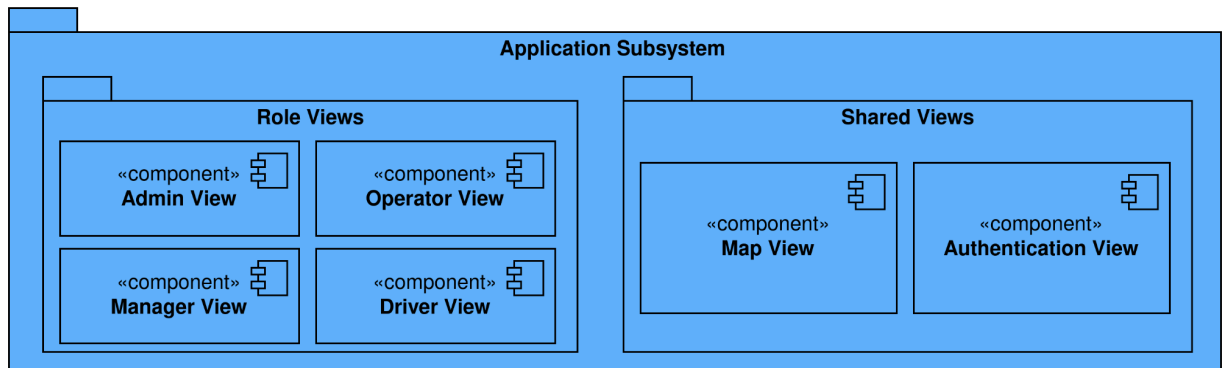 Application Subsystem
Role Views
«component»
Admin View
«component»
Operator View
«component»
Manager View
«component»
Driver View
Shared Views
«component»
Map View
«component»
Authentication View